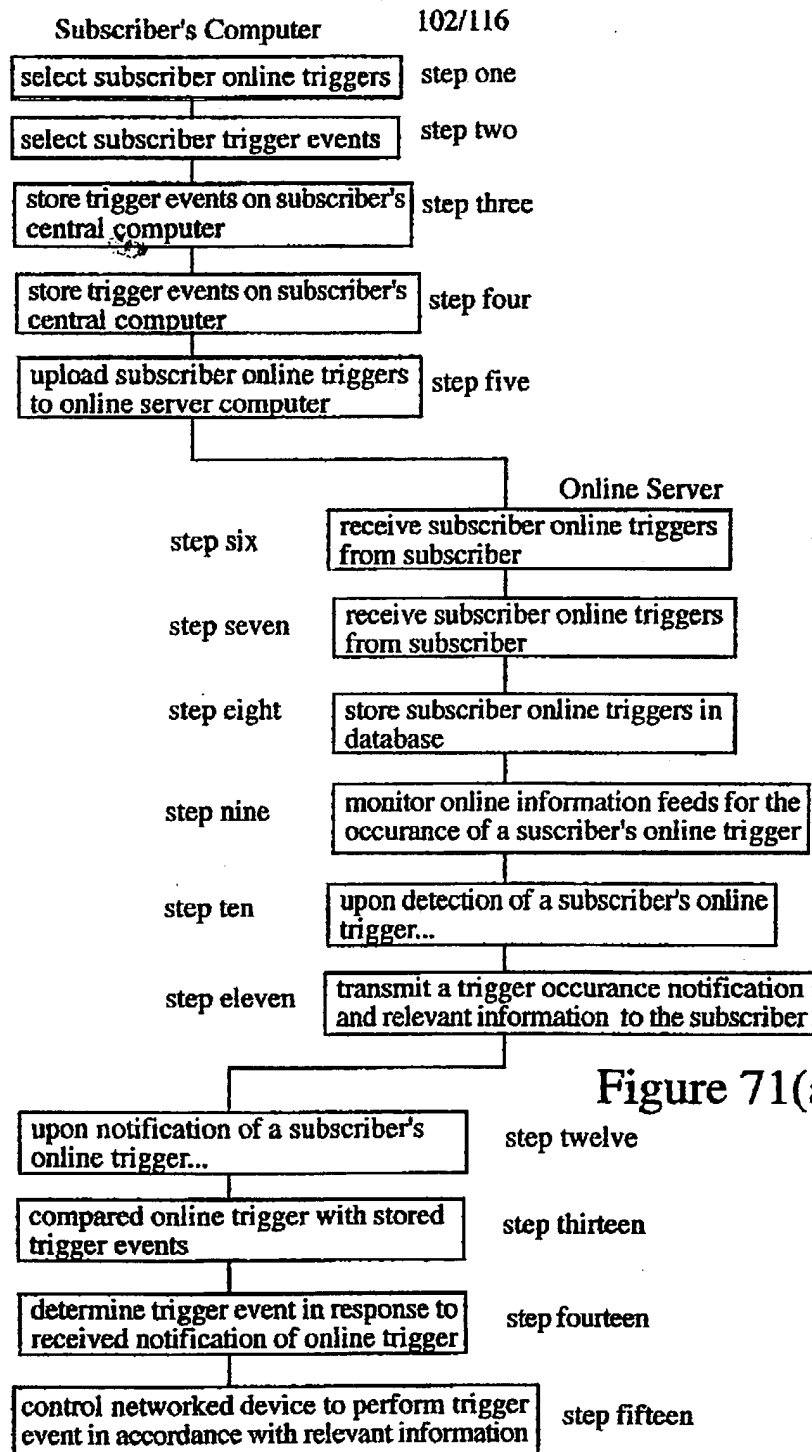 Subscriber's Computer 102/116
select subscriber online triggers step one
select subscriber trigger events step two
store trigger events on subscriber's
central computer
step three
store trigger events on subscriber's
central computer
step four
upload subscriber online triggers
to online server computer
step five
Online Server
step six
receive subscriber online triggers
from subscriber
step seven
receive subscriber online triggers
from subscriber
step eight
store subscriber online triggers in
database
step nine
monitor online information feeds for the
occurance of a suscriber's online trigger
step ten
upon detection of a subscriber's online
trigger...
step eleven
transmit a trigger occurance notification
and relevant information to the subscriber
Figure 71(a
upon notification of a subscriber's
online trigger...
step twelve
compared online trigger with stored
trigger events
step thirteen
determine trigger event in response to
received notification of online trigger
step fourteen
control networked device to perform trigger
event in accordance with relevant information
step fifteen